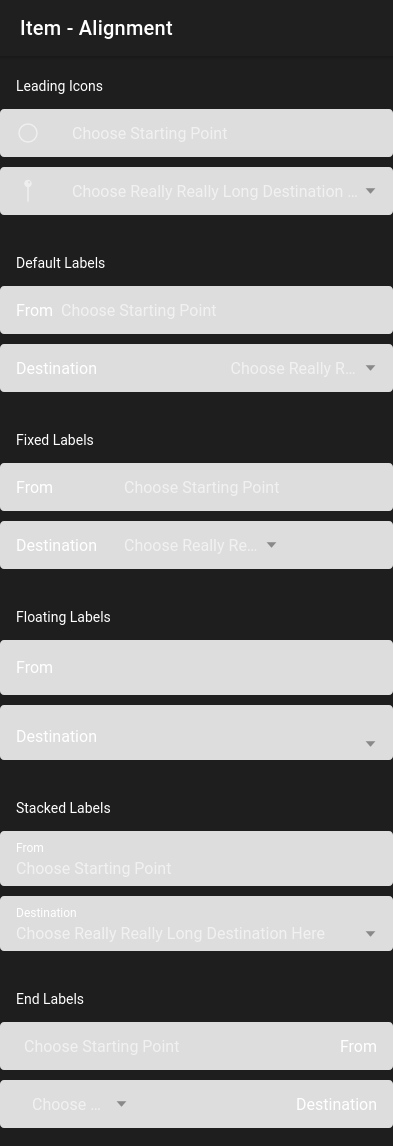 Item - Alignment
Leading Icons
Choose Starting Point
Choose Really Really Long Destination ...
Default Labels
From Choose Starting Point
Destination Choose Really R...
Fixed Labels
From Choose Starting Point
Destination Choose Really Re...
Floating Labels
From
Destination
Stacked Labels
From
Choose Starting Point
Destination
Choose Really Really Long Destination Here
End Labels
Choose Starting Point From
Choose ... Destination